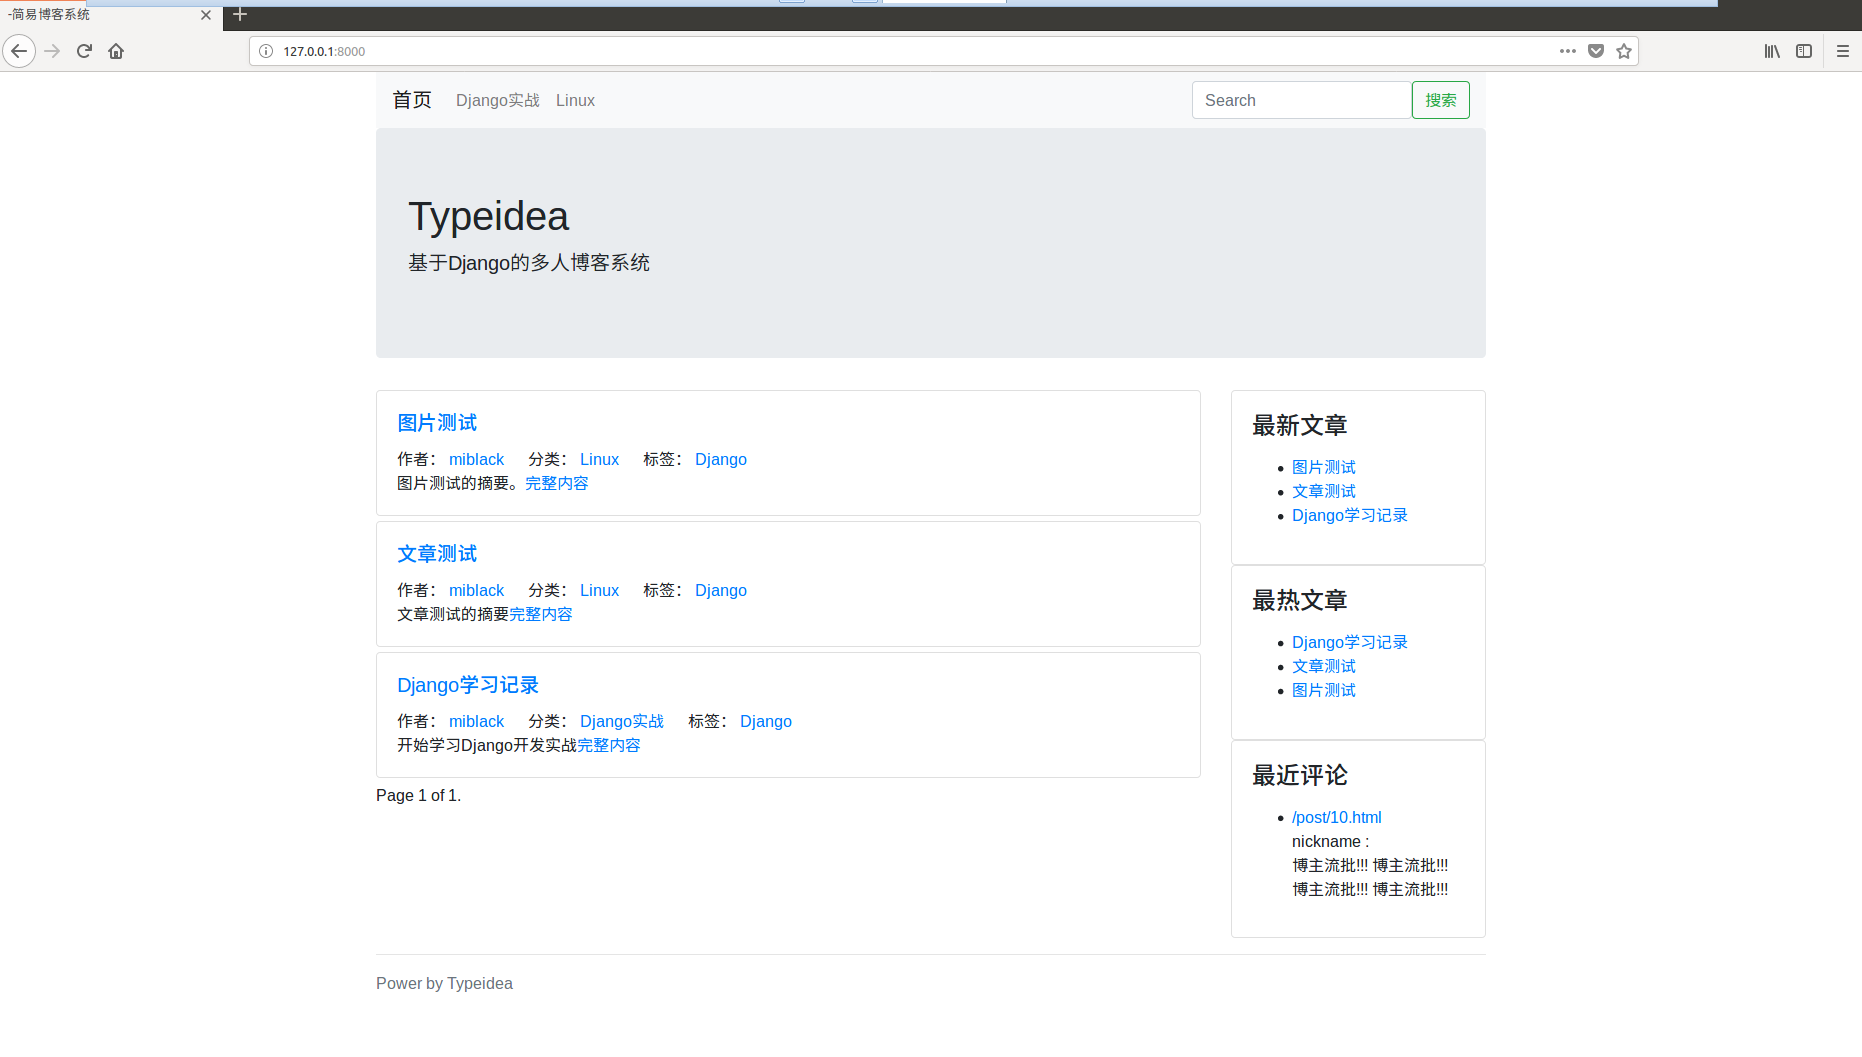 -简易博客系统
127.0.0.1:8000
首页 Django实战 Linux Search 搜索
Typeidea
基于Django的多人博客系统
图片测试
作者： miblack 分类： Linux 标签： Django
图片测试的摘要。完整内容
文章测试
作者： miblack 分类： Linux 标签： Django
文章测试的摘要完整内容
Django学习记录
作者： miblack 分类： Django实战 标签： Django
开始学习Django开发实战完整内容
Page 1 of 1.
最新文章
图片测试
文章测试
Django学习记录
最热文章
Django学习记录
文章测试
图片测试
最近评论
/post/10.html
nickname :
博主流批!!! 博主流批!!!
博主流批!!! 博主流批!!!
Power by Typeidea